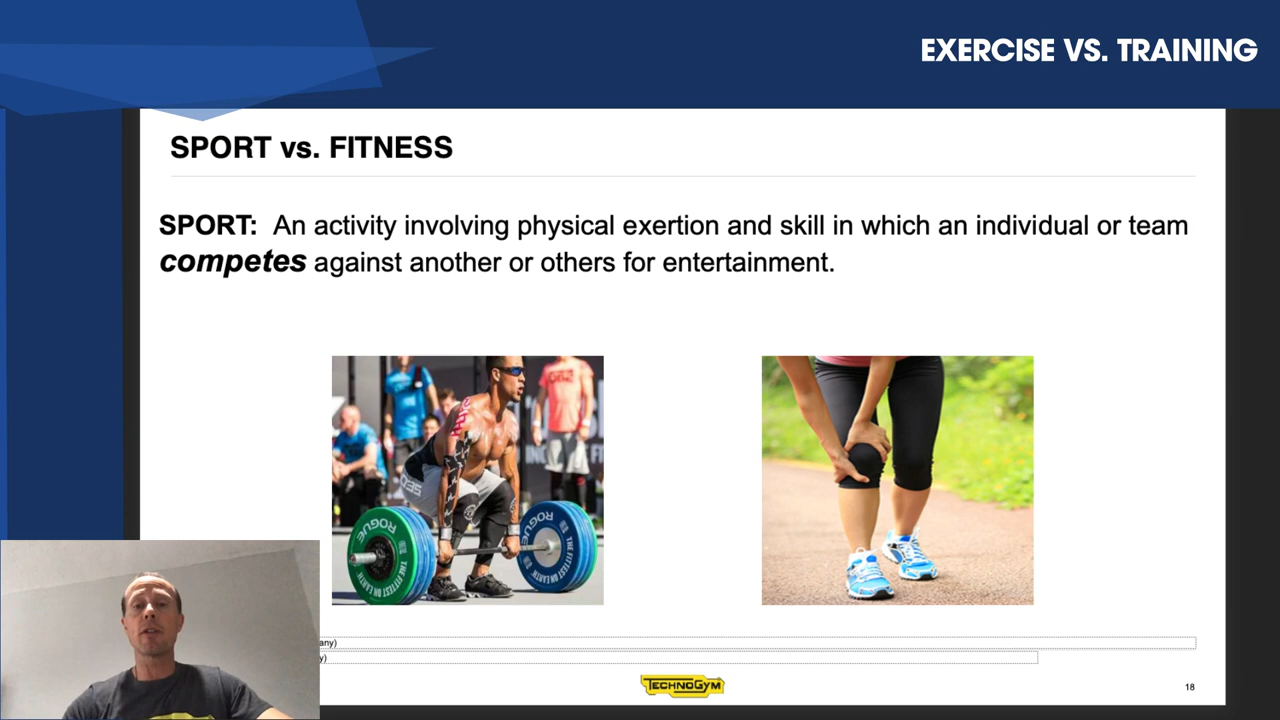 EXERCISE VS. TRAINING
SPORT vs. FITNESS
SPORT: An activity involving physical exertion and skill in which an individual or team
competes against another or others for entertainment.
ROGUE
THE FITTEST ON EARTH
ROGUE
THE FITTEST ON EARTH
any)
y)
TECHNOGYM
18